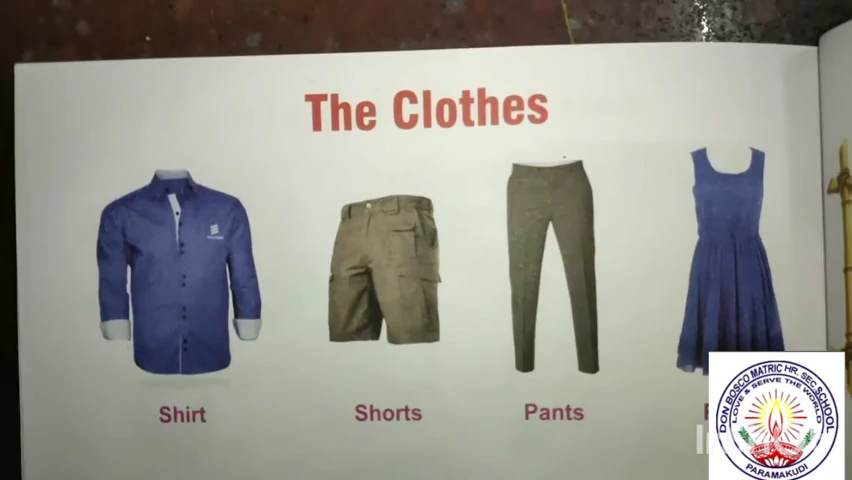 The Clothes
Shirt
Shorts
Pants
DON BOSCO MATRIC HR. SEC. SCHOOL
LOVE & SERVE THE WORLD
PARAMAKUDI